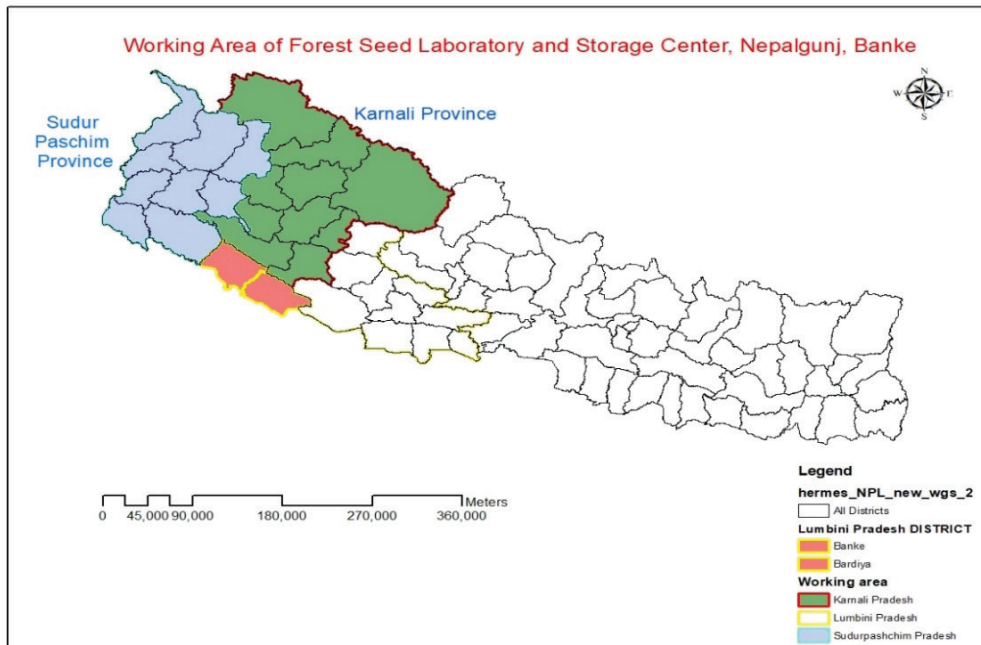 Working Area of Forest Seed Laboratory and Storage Center, Nepalgunj, Banke
N
W
E
S
Karnali Province
Sudur
Paschim
Province
Meters
0 45,000 90,000 180,000 270,000 360,000
Legend
hermes_NPL_new_wgs_2
All Districts
Lumbini Pradesh DISTRICT
Banke
Bardiya
Working area
Karnali Pradesh
Lumbini Pradesh
Sudurpashchim Pradesh